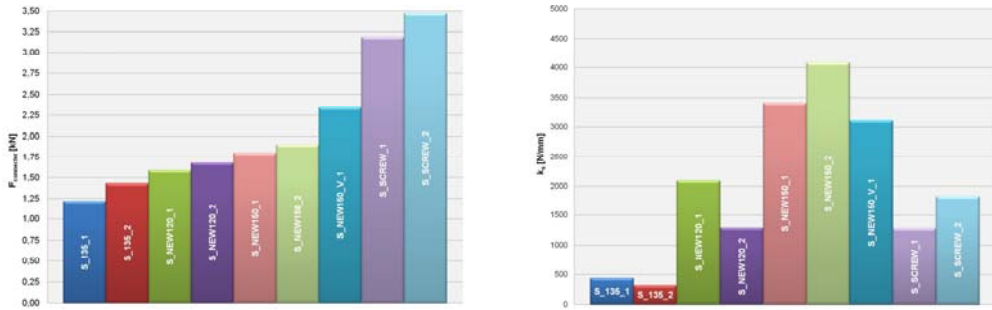 3,50
3,25
3,00
2,75
2,50
2,25
2,00
1,75
1,50
1,25
1,00
0,75
0,50
0,25
0,00
F connector [kN]
S_135_1
S_135_2
S_NEW120_1
S_NEW120_2
S_NEW150_1
S_NEW150_2
S_NEW150_V_1
S_SCREW_1
S_SCREW_2
5000
4500
4000
3500
3000
2500
2000
1500
1000
500
0
[N/mm]
S_135_1
S_135_2
S_NEW120_1
S_NEW120_2
S_NEW150_1
S_NEW150_2
S_NEW150_V_1
S_SCREW_1
S_SCREW_2